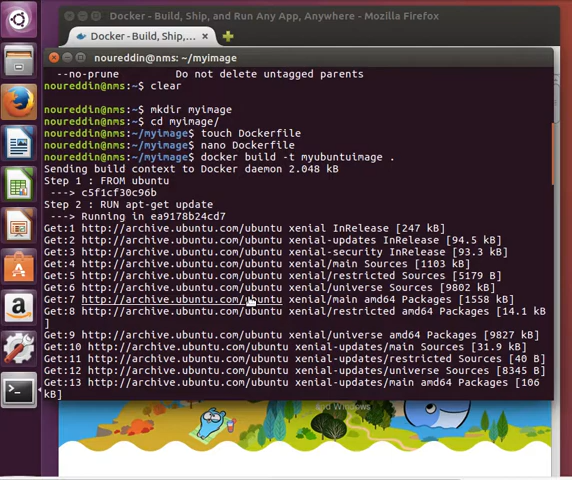 Docker - Build, Ship, and Run Any App, Anywhere - Mozilla Firefox
Docker - Build, Ship,...
noureddin@nms: ~/myimage
--no-prune Do not delete untagged parents
noureddin@nms:~$ clear
noureddin@nms:~$ mkdir myimage
noureddin@nms:~$ cd myimage/
noureddin@nms:~/myimage$ touch Dockerfile
noureddin@nms:~/myimage$ nano Dockerfile
noureddin@nms:~/myimage$ docker build -t myubuntuimage .
Sending build context to Docker daemon 2.048 kB
Step 1 : FROM ubuntu
---> c5f1cf30c96b
Step 2 : RUN apt-get update
---> Running in ea9178b24cd7
Get:1 http://archive.ubuntu.com/ubuntu xenial InRelease [247 kB]
Get:2 http://archive.ubuntu.com/ubuntu xenial-updates InRelease [94.5 kB]
Get:3 http://archive.ubuntu.com/ubuntu xenial-security InRelease [93.3 kB]
Get:4 http://archive.ubuntu.com/ubuntu xenial/main Sources [1103 kB]
Get:5 http://archive.ubuntu.com/ubuntu xenial/restricted Sources [5179 B]
Get:6 http://archive.ubuntu.com/ubuntu xenial/universe Sources [9802 kB]
Get:7 http://archive.ubuntu.com/ubuntu xenial/main amd64 Packages [1558 kB]
Get:8 http://archive.ubuntu.com/ubuntu xenial/restricted amd64 Packages [14.1 kB
]
Get:9 http://archive.ubuntu.com/ubuntu xenial/universe amd64 Packages [9827 kB]
Get:10 http://archive.ubuntu.com/ubuntu xenial-updates/main Sources [31.9 kB]
Get:11 http://archive.ubuntu.com/ubuntu xenial-updates/restricted Sources [40 B]
Get:12 http://archive.ubuntu.com/ubuntu xenial-updates/universe Sources [8345 B]
Get:13 http://archive.ubuntu.com/ubuntu xenial-updates/main amd64 Packages [106
kB]
and Windows